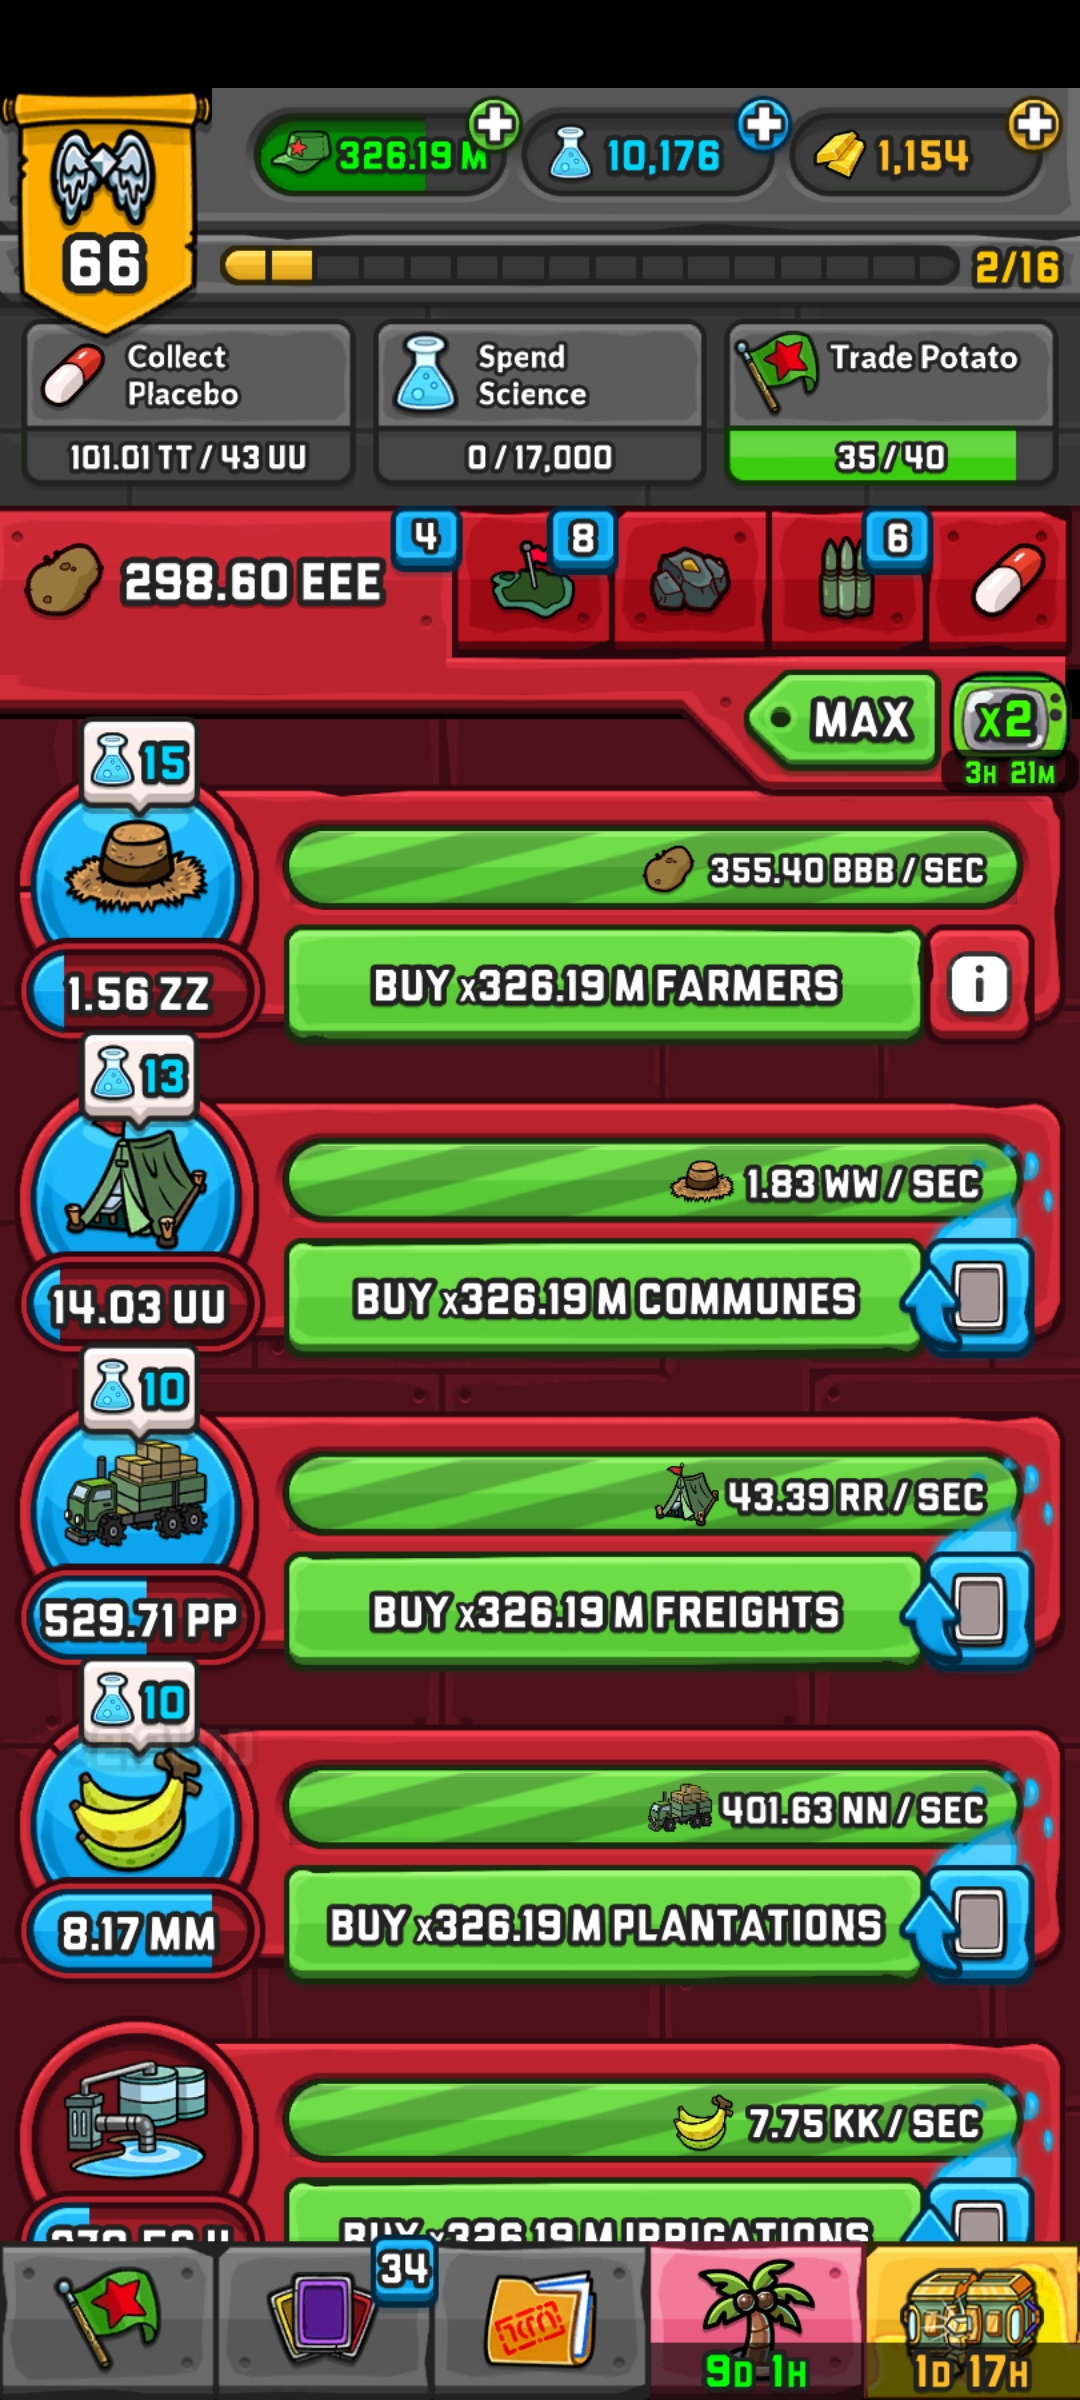 326.19 M
10,176
1,154
66
2/16
Collect
Placebo
101.01 TT / 43 UU
Spend
Science
0 / 17,000
Trade Potato
35 / 40
298.60 EEE
4
8
6
MAX
x2
3H 21M
15
355.40 BBB / SEC
1.56 ZZ
BUY x326.19 M FARMERS
i
13
1.83 WW / SEC
14.03 UU
BUY x326.19 M COMMUNES
10
43.39 RR / SEC
529.71 PP
BUY x326.19 M FREIGHTS
10
401.63 NN / SEC
8.17 MM
BUY x326.19 M PLANTATIONS
7.75 KK / SEC
BUY x326.19 M IRRIGATIONS
34
9D 1H
1D 17H